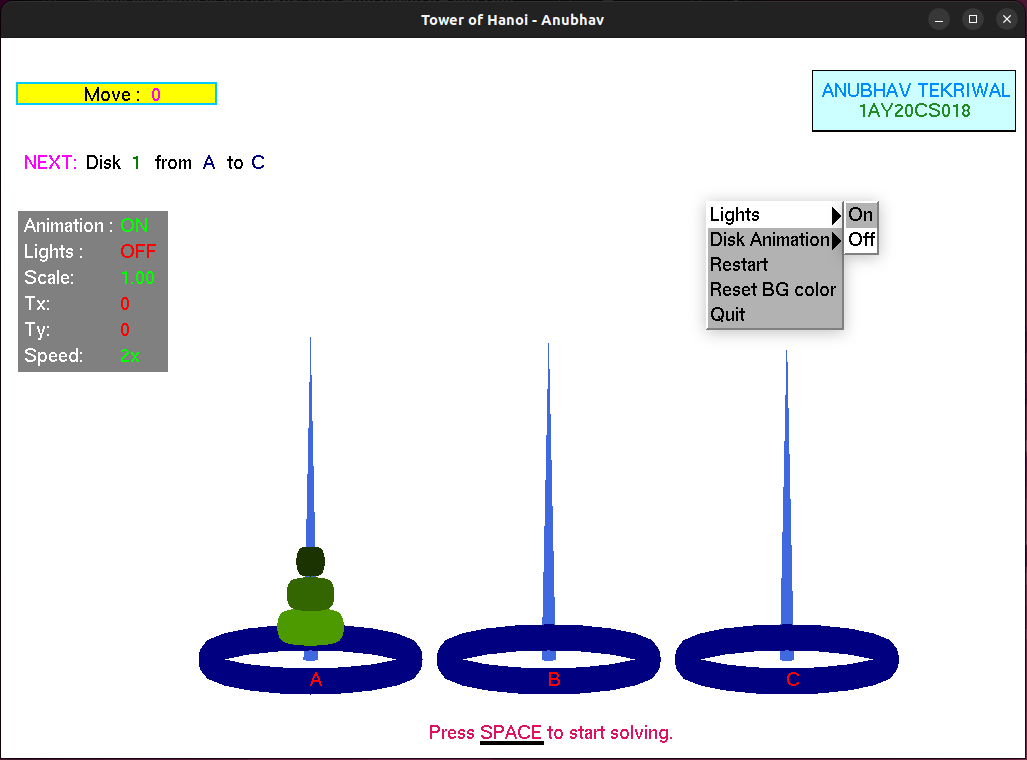 Tower of Hanoi - Anubhav
Move : 0
ANUBHAV TEKRIWAL
1AY20CS018
NEXT: Disk 1 from A to C
Animation : ON
Lights : OFF
Scale: 1.00
Tx: 0
Ty: 0
Speed: 2x
Lights
Disk Animation
Restart
Reset BG color
Quit
On
Off
A
B
C
Press SPACE to start solving.